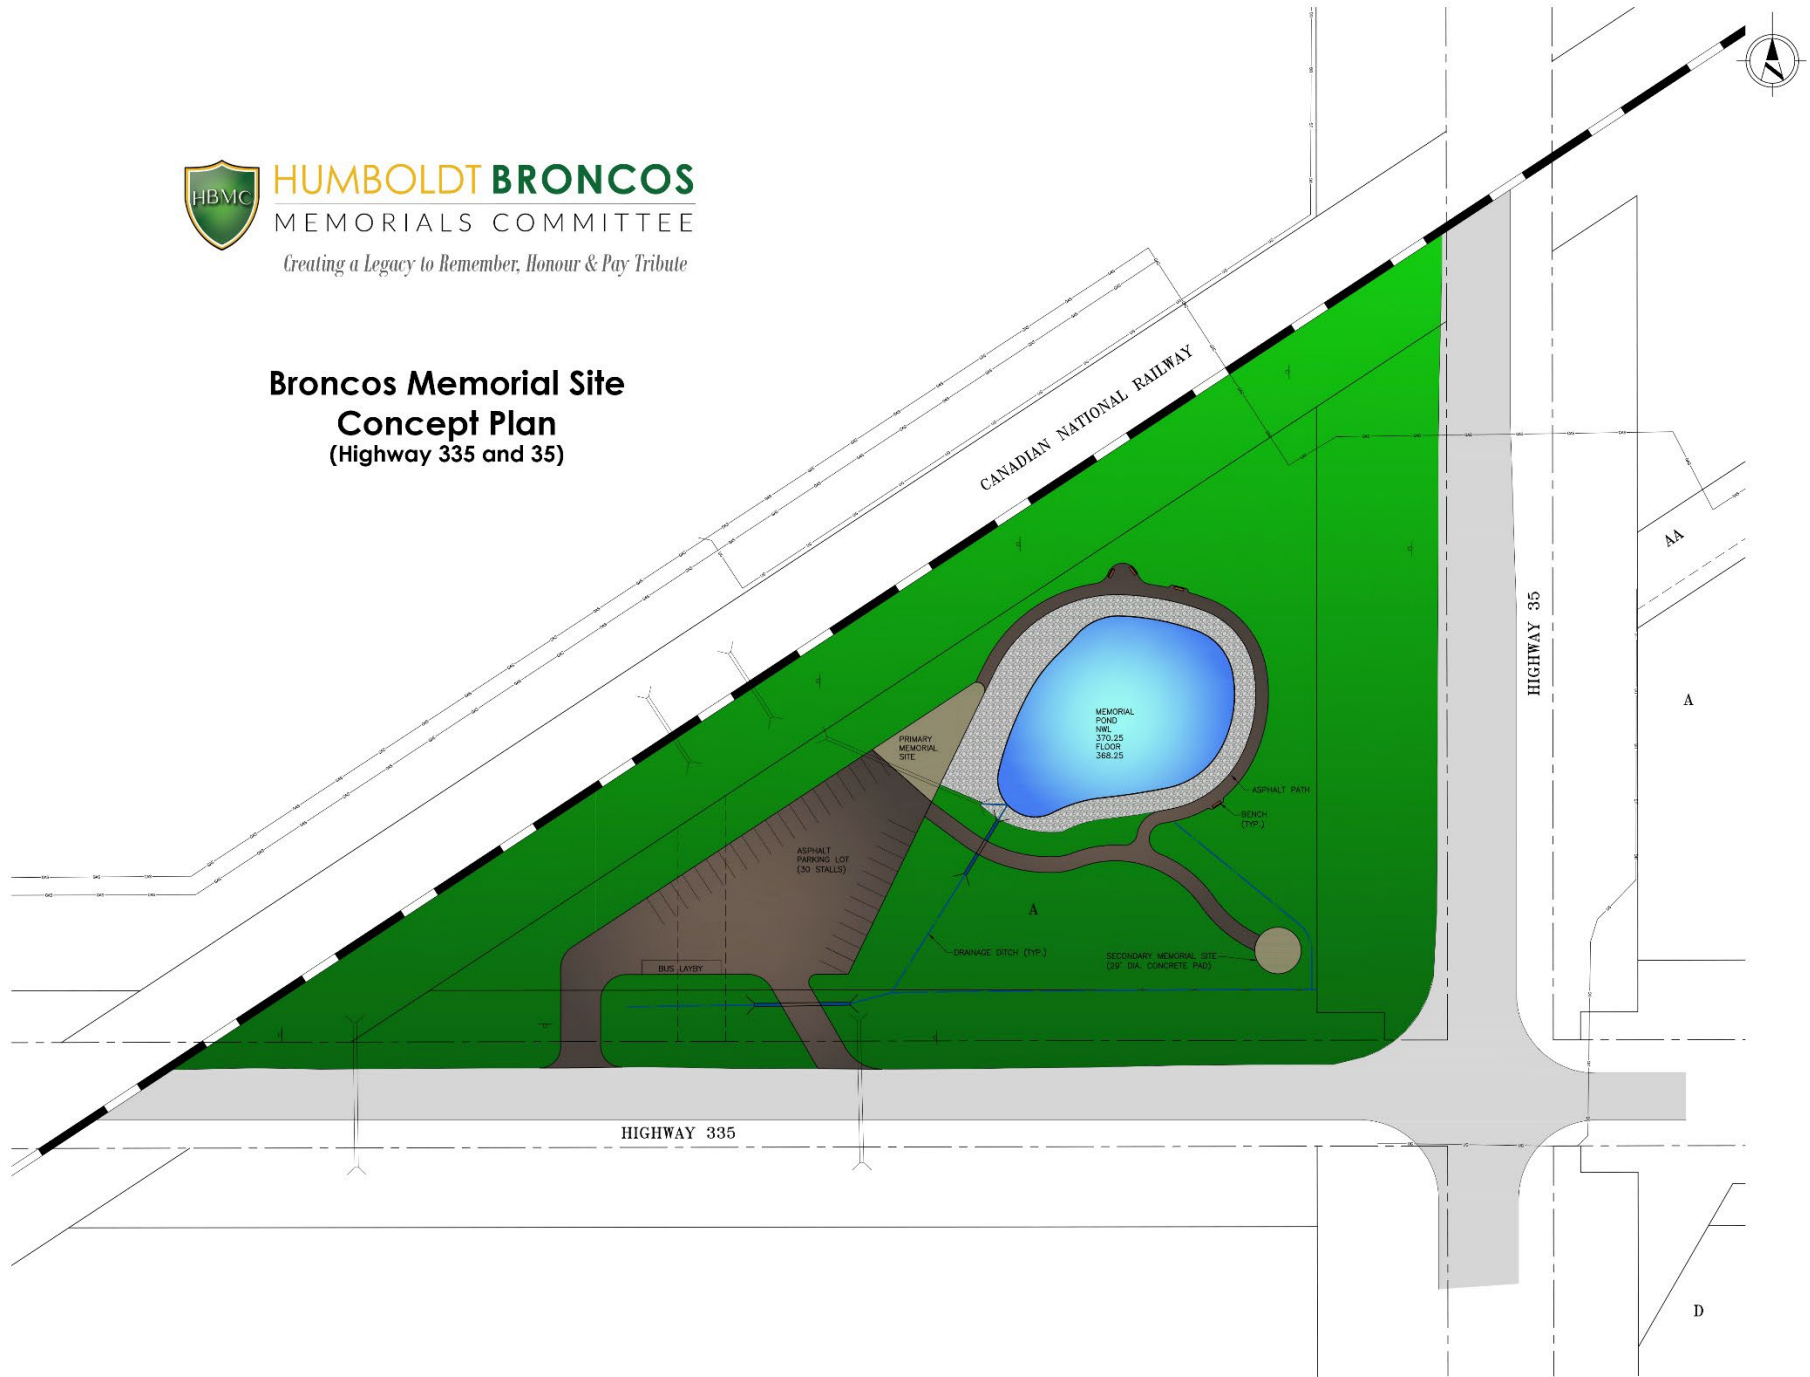 HBMC
HUMBOLDT BRONCOS
MEMORIALS COMMITTEE
Creating a Legacy to Remember, Honour & Pay Tribute
Broncos Memorial Site
Concept Plan
(Highway 335 and 35)
CANADIAN NATIONAL RAILWAY
AA
HIGHWAY 35
A
MEMORIAL
POND
NWL
370.25
FLOOR
368.25
PRIMARY
MEMORIAL
SITE
ASPHALT PATH
BENCH
(TYP.)
ASPHALT
PARKING LOT
(30 STALLS)
A
DRAINAGE DITCH (TYP.)
SECONDARY MEMORIAL SITE
(29' DIA. CONCRETE PAD)
BUS LAYBY
HIGHWAY 335
D